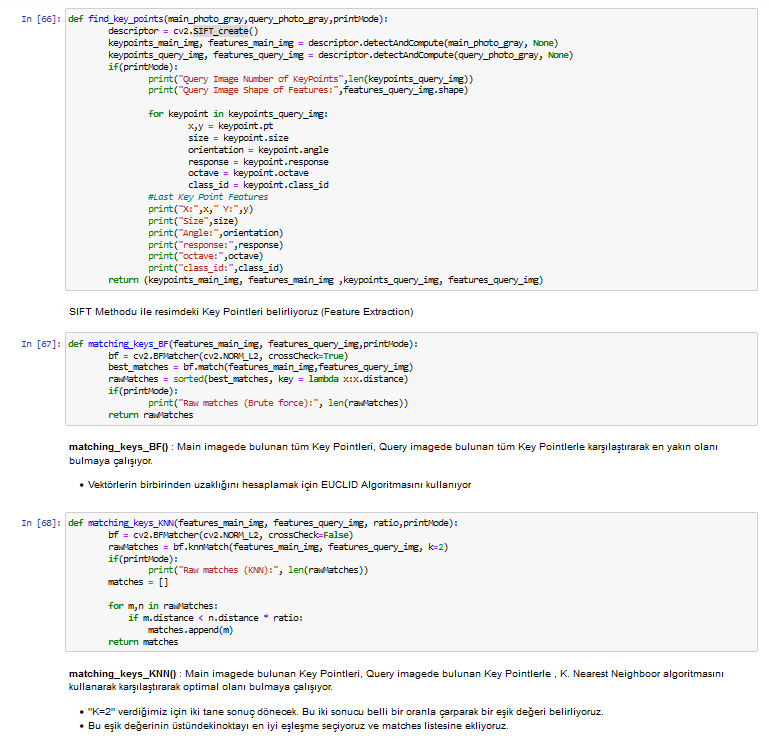 In [66]: def find_key_points(main_photo_gray,query_photo_gray,printMode):
descriptor = cv2.SIFT_create()
keypoints_main_img, features_main_img = descriptor.detectAndCompute(main_photo_gray, None)
keypoints_query_img, features_query_img = descriptor.detectAndCompute(query_photo_gray, None)
if(printMode):
print("Query Image Number of KeyPoints",len(keypoints_query_img))
print("Query Image Shape of Features:",features_query_img.shape)
for keypoint in keypoints_query_img:
x,y = keypoint.pt
size = keypoint.size
orientation = keypoint.angle
response = keypoint.response
octave = keypoint.octave
class_id = keypoint.class_id
#Last Key Point Features
print("X:",x," Y:",y)
print("Size",size)
print("Angle:",orientation)
print("response:",response)
print("octave:",octave)
print("class_id:",class_id)
return (keypoints_main_img, features_main_img ,keypoints_query_img, features_query_img)
SIFT Methodu ile resimdeki Key Pointleri belirliyoruz (Feature Extraction)
In [67]: def matching_keys_BF(features_main_img, features_query_img,printMode):
bf = cv2.BFMatcher(cv2.NORM_L2, crossCheck=True)
best_matches = bf.match(features_main_img,features_query_img)
rawMatches = sorted(best_matches, key = lambda x:x.distance)
if(printMode):
print("Raw matches (Brute force):", len(rawMatches))
return rawMatches
matching_keys_BF() : Main imagede bulunan tüm Key Pointleri, Query imagede bulunan tüm Key Pointlerle karşılaştırarak en yakın olanı
bulmaya çalışıyor.
• Vektörlerin birbirinden uzaklığını hesaplamak için EUCLID Algoritmasını kullanıyor
In [68]: def matching_keys_KNN(features_main_img, features_query_img, ratio,printMode):
bf = cv2.BFMatcher(cv2.NORM_L2, crossCheck=False)
rawMatches = bf.knnMatch(features_main_img, features_query_img, k=2)
if(printMode):
print("Raw matches (KNN):", len(rawMatches))
matches = []
for m,n in rawMatches:
if m.distance < n.distance * ratio:
matches.append(m)
return matches
matching_keys_KNN() : Main imagede bulunan Key Pointleri, Query imagede bulunan Key Pointlerle , K. Nearest Neighboor algoritmasını
kullanarak karşılaştırarak optimal olanı bulmaya çalışıyor.
• "K=2" verdiğimiz için iki tane sonuç dönecek. Bu iki sonucu belli bir oranla çarparak bir eşik değeri belirliyoruz.
• Bu eşik değerinin üstündekinoktayı en iyi eşleşme seçiyoruz ve matches listesine ekliyoruz.